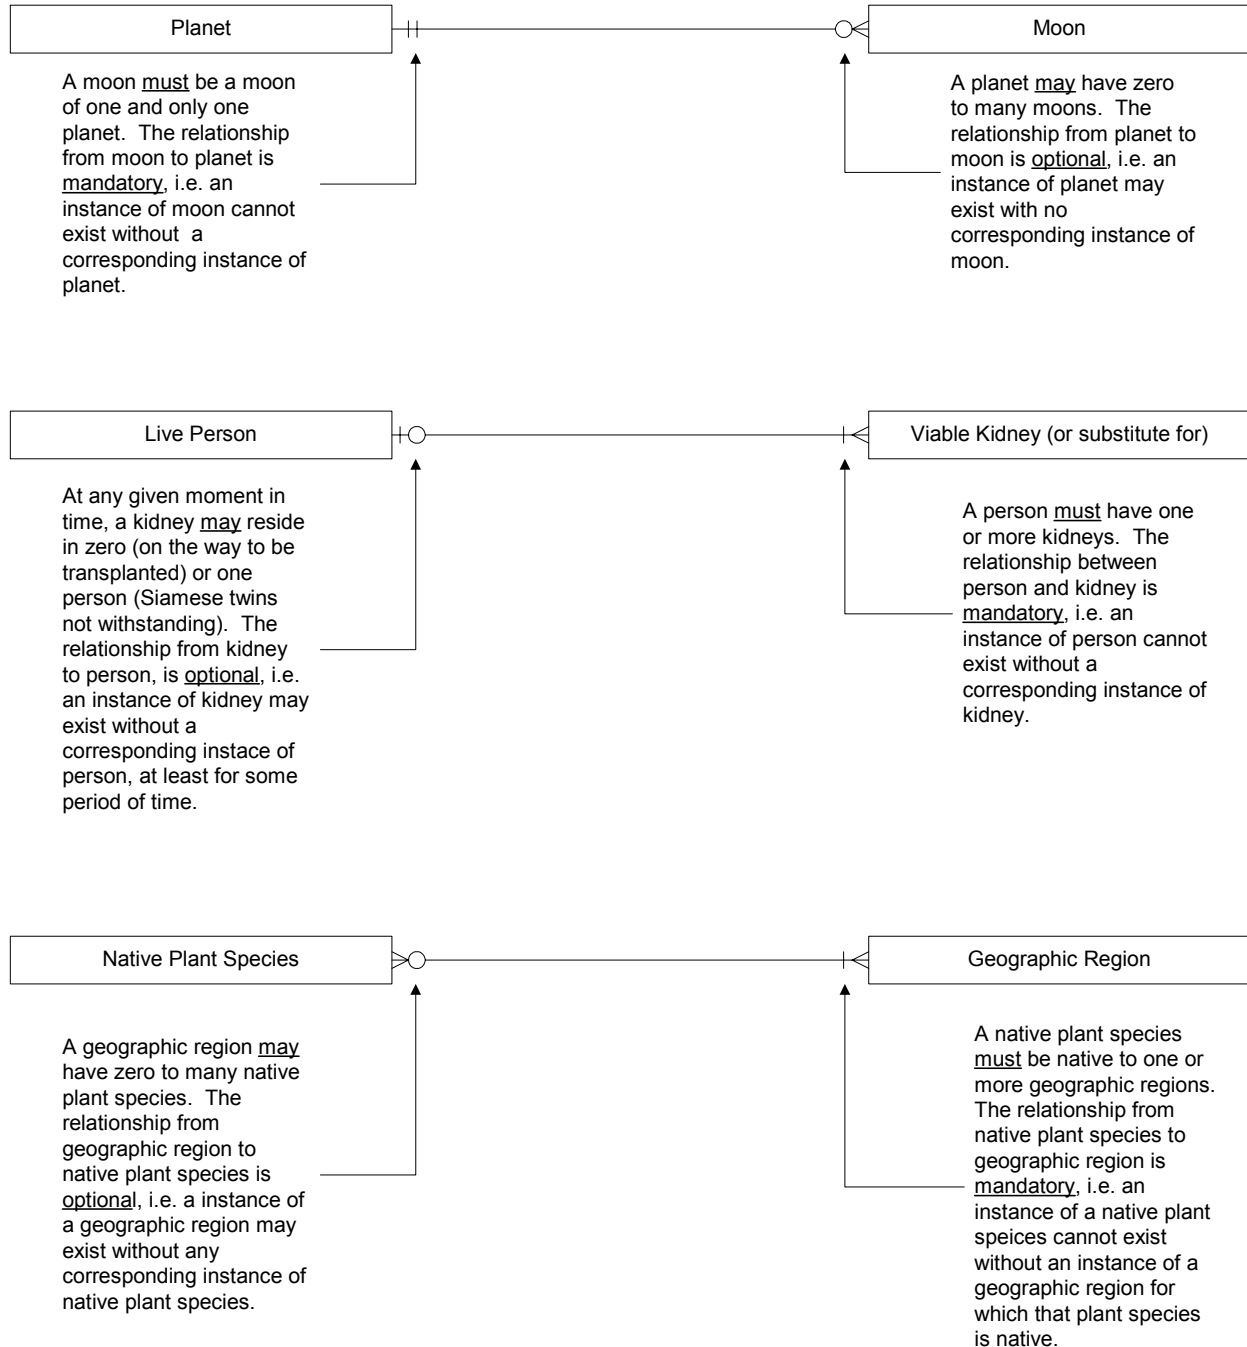 Planet
Moon
A moon must be a moon
of one and only one
planet. The relationship
from moon to planet is
mandatory, i.e. an
instance of moon cannot
exist without a
corresponding instance of
planet.
A planet may have zero
to many moons. The
relationship from planet to
moon is optional, i.e. an
instance of planet may
exist with no
corresponding instance of
moon.
Live Person
Viable Kidney (or substitute for)
At any given moment in
time, a kidney may reside
in zero (on the way to be
transplanted) or one
person (Siamese twins
not withstanding). The
relationship from kidney
to person, is optional, i.e.
an instance of kidney may
exist without a
corresponding instace of
person, at least for some
period of time.
A person must have one
or more kidneys. The
relationship between
person and kidney is
mandatory, i.e. an
instance of person cannot
exist without a
corresponding instance of
kidney.
Native Plant Species
Geographic Region
A geographic region may
have zero to many native
plant species. The
relationship from
geographic region to
native plant species is
optional, i.e. a instance of
a geographic region may
exist without any
corresponding instance of
native plant species.
A native plant species
must be native to one or
more geographic regions.
The relationship from
native plant species to
geographic region is
mandatory, i.e. an
instance of a native plant
speices cannot exist
without an instance of a
geographic region for
which that plant species
is native.